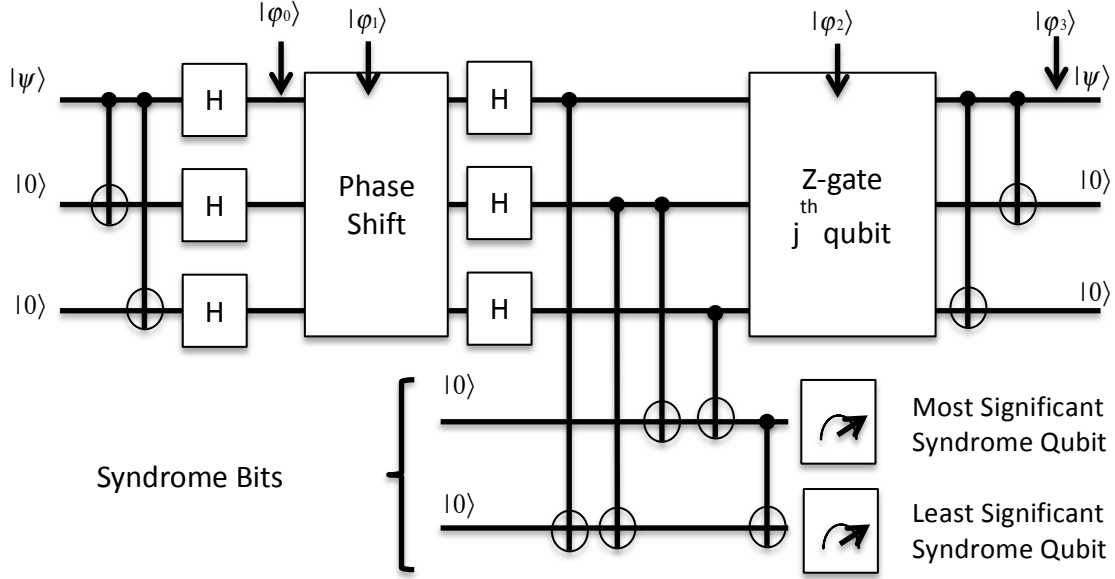 |φ₀⟩ |φ₁⟩ |φ₂⟩ |φ₃⟩
|ψ⟩ H H |ψ⟩
|0⟩ H Phase Shift H Z-gate jᵗʰ qubit |0⟩
|0⟩ H H |0⟩
|0⟩
Most Significant
Syndrome Qubit
Syndrome Bits
|0⟩
Least Significant
Syndrome Qubit